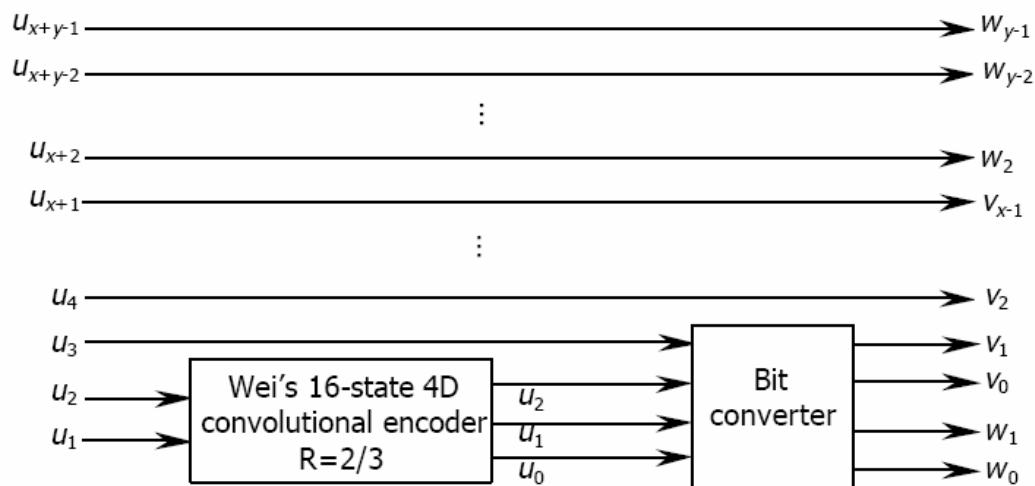 u_{x+y-1} w_{y-1}
u_{x+y-2} w_{y-2}
⋮
u_{x+2} w_2
u_{x+1} v_{x-1}
⋮
u_4 v_2
u_3 v_1
u_2 Wei's 16-state 4D u_2 Bit v_0
u_1 convolutional encoder u_1 converter w_1
R=2/3 u_0 w_0